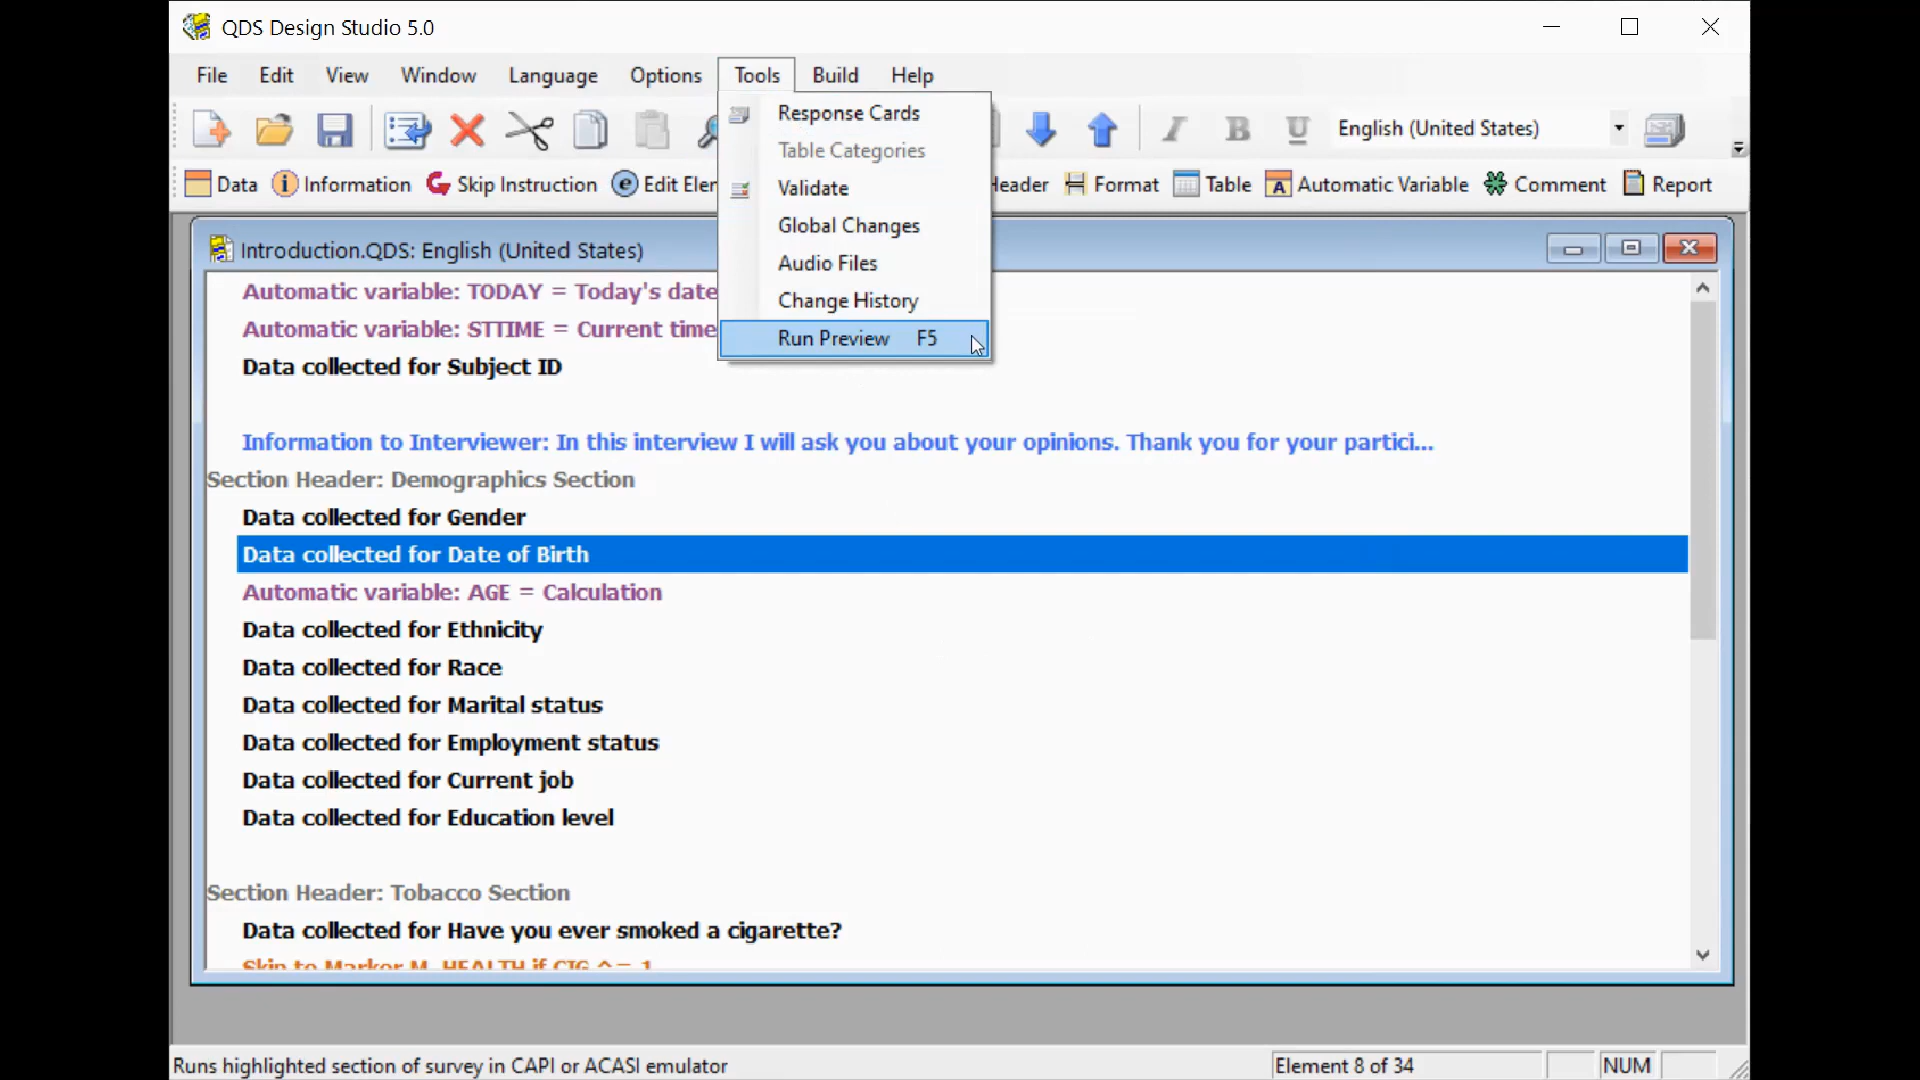 QDS Design Studio 5.0
File Edit View Window Language Options Tools Build Help
English (United States)
Data Information Skip Instruction Edit Eler Header Format Table Automatic Variable Comment Report
Response Cards
Table Categories
Validate
Global Changes
Audio Files
Change History
Run Preview F5
Introduction.QDS: English (United States)
Automatic variable: TODAY = Today's date
Automatic variable: STTIME = Current time
Data collected for Subject ID
Information to Interviewer: In this interview I will ask you about your opinions. Thank you for your partici...
Section Header: Demographics Section
Data collected for Gender
Data collected for Date of Birth
Automatic variable: AGE = Calculation
Data collected for Ethnicity
Data collected for Race
Data collected for Marital status
Data collected for Employment status
Data collected for Current job
Data collected for Education level
Section Header: Tobacco Section
Data collected for Have you ever smoked a cigarette?
Skip to Marker M_HEALTH if CIG ^= 1
Runs highlighted section of survey in CAPI or ACASI emulator
Element 8 of 34
NUM